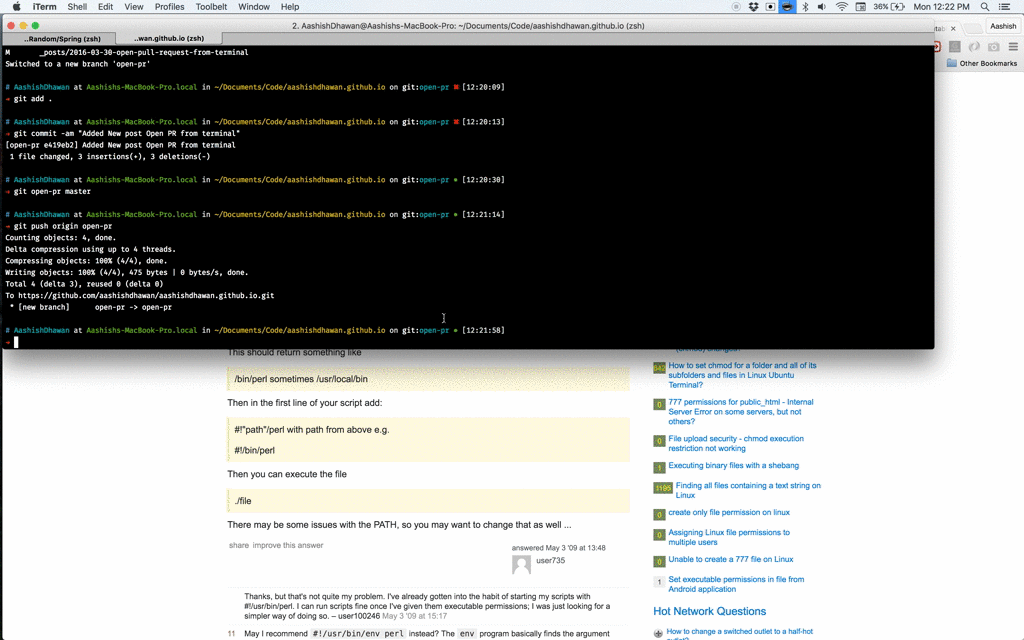 iTerm Shell Edit View Profiles Toolbelt Window Help 36% Mon 12:22 PM
2. AashishDhawan@Aashishs-MacBook-Pro: ~/Documents/Code/aashishdhawan.github.io (zsh)
..Random/Spring (zsh) ..wan.github.io (zsh)
Aashish
Other Bookmarks
M _posts/2016-03-30-open-pull-request-from-terminal
Switched to a new branch 'open-pr'
# AashishDhawan at Aashishs-MacBook-Pro.local in ~/Documents/Code/aashishdhawan.github.io on git:open-pr ✖ [12:20:09]
→ git add .
# AashishDhawan at Aashishs-MacBook-Pro.local in ~/Documents/Code/aashishdhawan.github.io on git:open-pr ✖ [12:20:13]
→ git commit -am "Added New post Open PR from terminal"
[open-pr e419eb2] Added New post Open PR from terminal
1 file changed, 3 insertions(+), 3 deletions(-)
# AashishDhawan at Aashishs-MacBook-Pro.local in ~/Documents/Code/aashishdhawan.github.io on git:open-pr ● [12:20:30]
→ git open-pr master
# AashishDhawan at Aashishs-MacBook-Pro.local in ~/Documents/Code/aashishdhawan.github.io on git:open-pr ● [12:21:14]
→ git push origin open-pr
Counting objects: 4, done.
Delta compression using up to 4 threads.
Compressing objects: 100% (4/4), done.
Writing objects: 100% (4/4), 475 bytes | 0 bytes/s, done.
Total 4 (delta 3), reused 0 (delta 0)
To https://github.com/aashishdhawan/aashishdhawan.github.io.git
* [new branch] open-pr -> open-pr
# AashishDhawan at Aashishs-MacBook-Pro.local in ~/Documents/Code/aashishdhawan.github.io on git:open-pr ● [12:21:58]
→
This should return something like
/bin/perl sometimes /usr/local/bin
Then in the first line of your script add:
#!"path"/perl with path from above e.g.
#!/bin/perl
Then you can execute the file
./file
There may be some issues with the PATH, so you may want to change that as well ...
share improve this answer
answered May 3 '09 at 13:48
user735
Thanks, but that's not quite my problem. I've already gotten into the habit of starting my scripts with
#!/usr/bin/perl. I can run scripts fine once I've given them executable permissions; I was just looking for a
simpler way of doing so. – user100246 May 3 '09 at 15:17
11 May I recommend #!/usr/bin/env perl instead? The env program basically finds the argument
How to set chmod for a folder and all of its
subfolders and files in Linux Ubuntu
Terminal?
0 777 permissions for public_html - Internal
Server Error on some servers, but not
others?
0 File upload security - chmod execution
restriction not working
1 Executing binary files with a shebang
3195 Finding all files containing a text string on
Linux
0 create only file permission on linux
0 Assigning Linux file permissions to
multiple users
0 Unable to create a 777 file on Linux
1 Set executable permissions in file from
Android application
Hot Network Questions
How to change a switched outlet to a half-hot